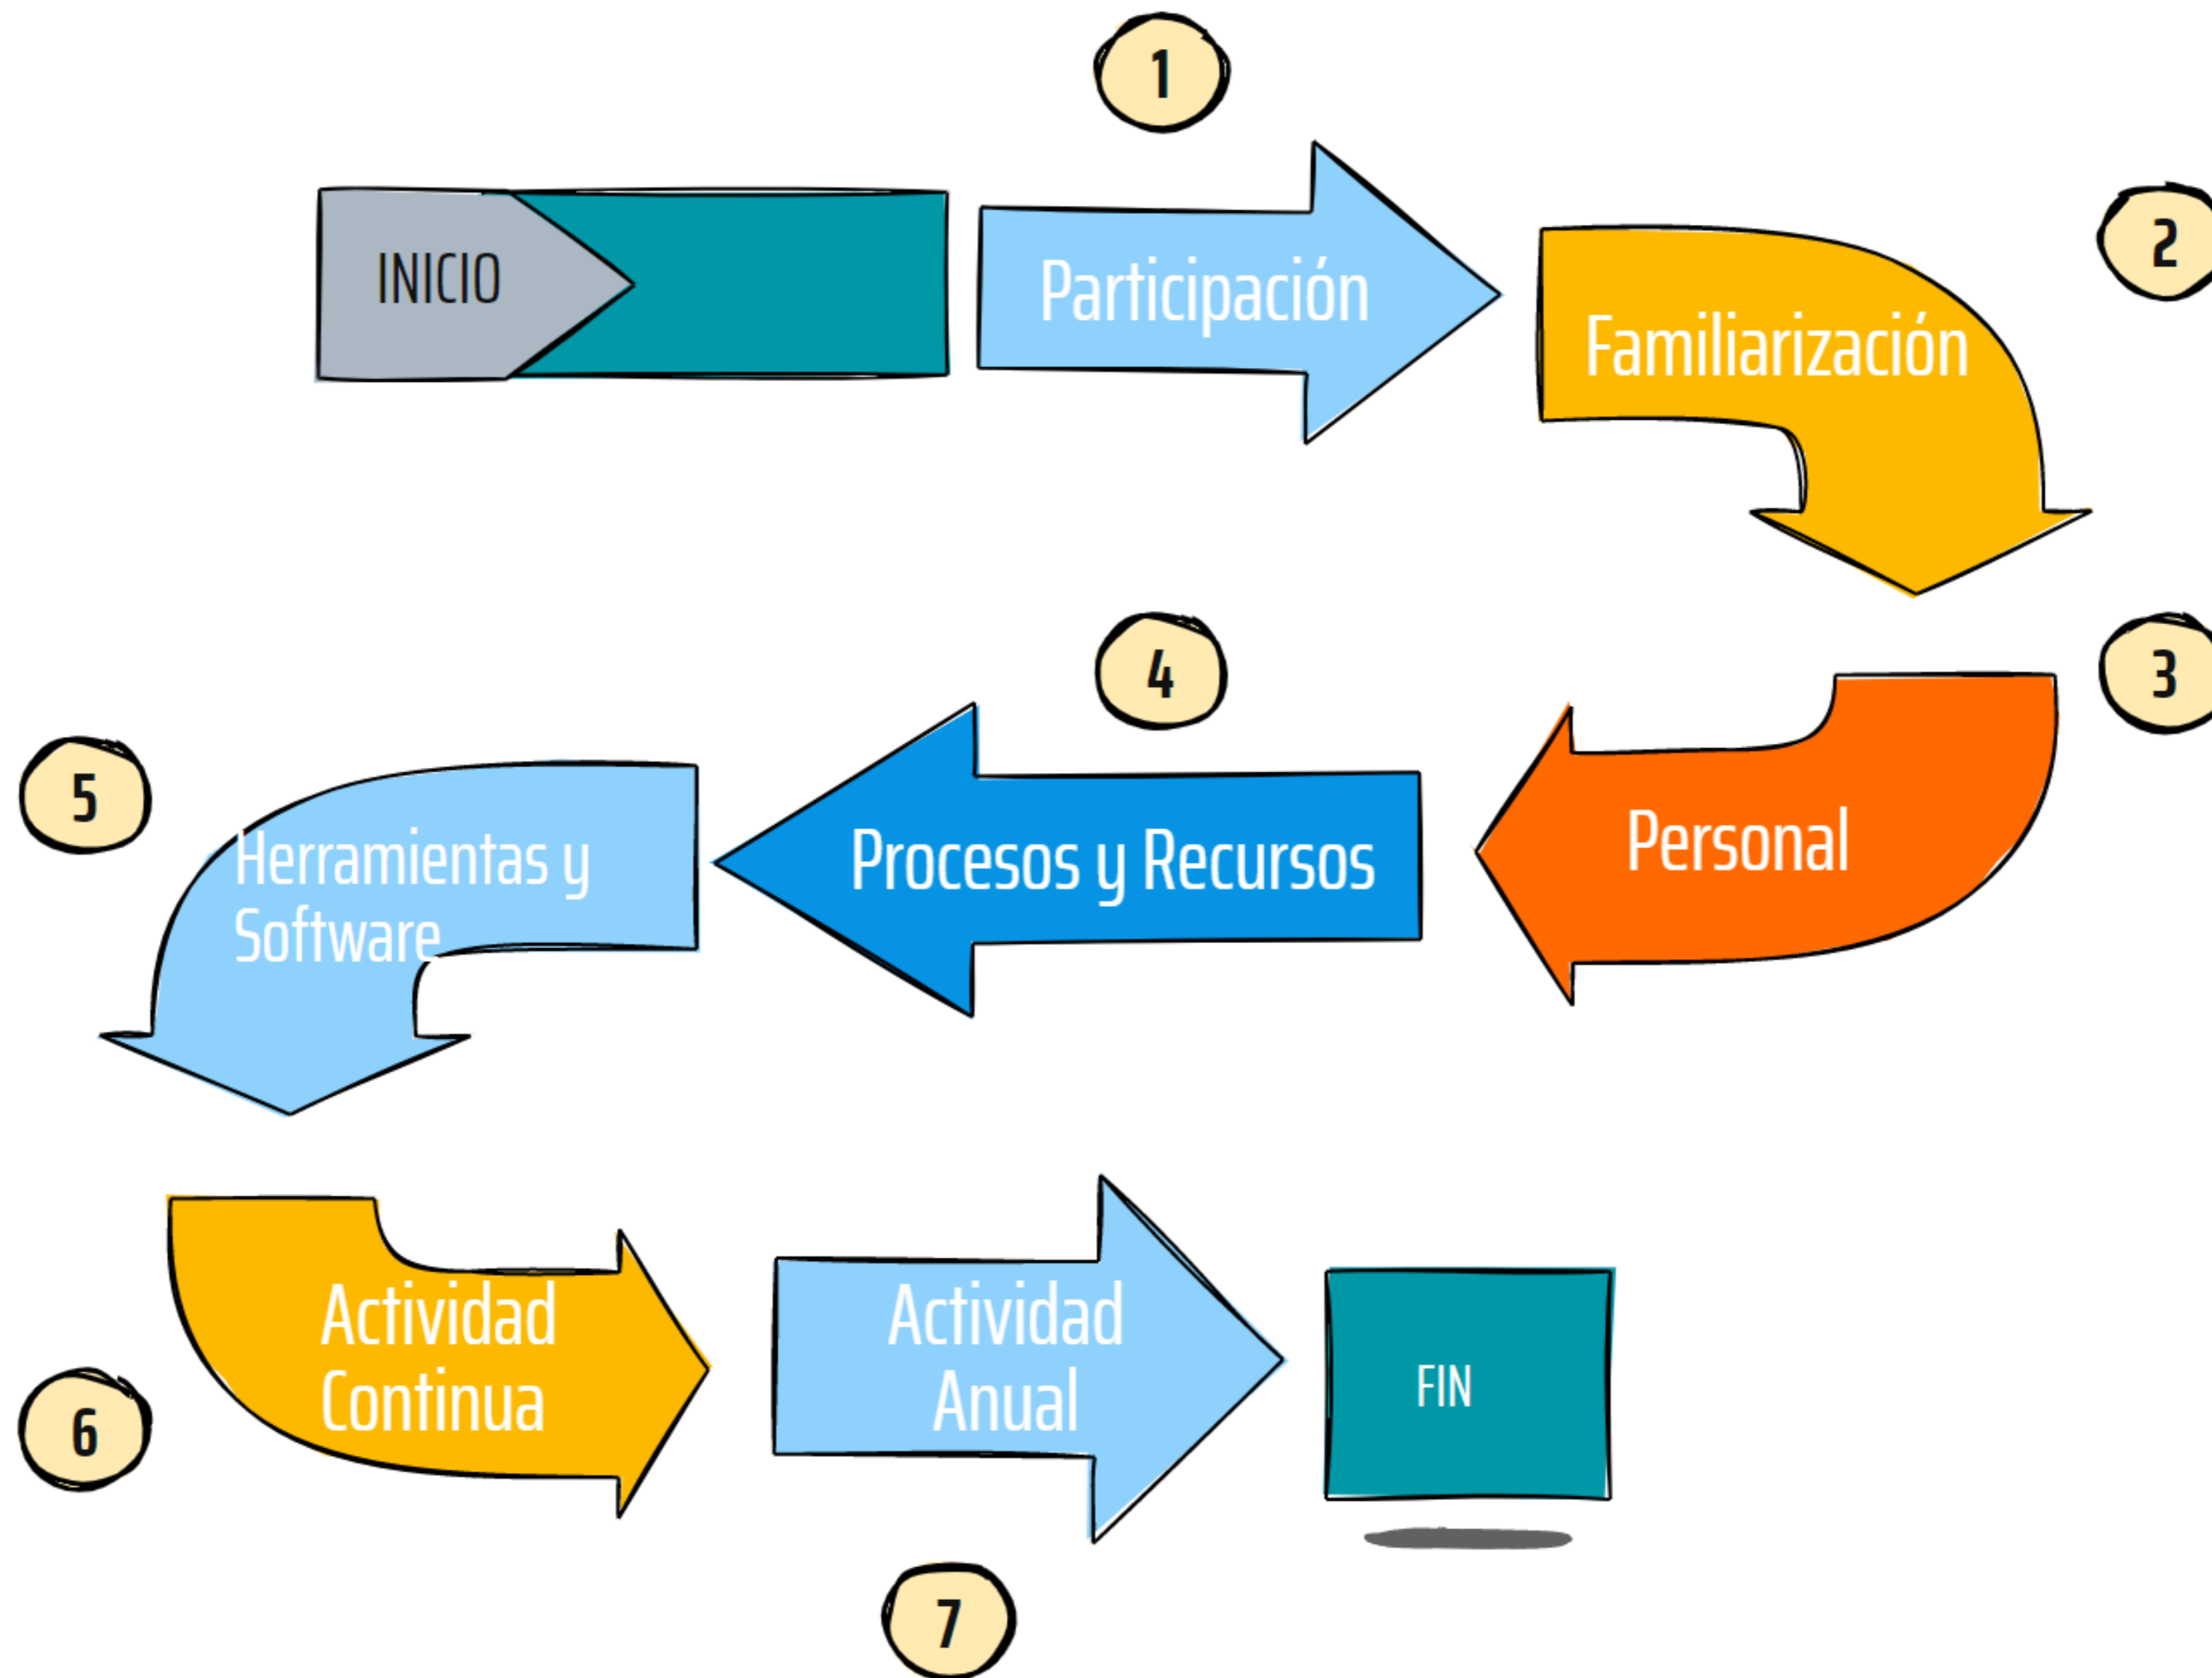 1
INICIO
Participación
2
Familiarización
3
Personal
4
Procesos y Recursos
5
Herramientas y
Software
6
Actividad
Continua
7
Actividad
Anual
FIN